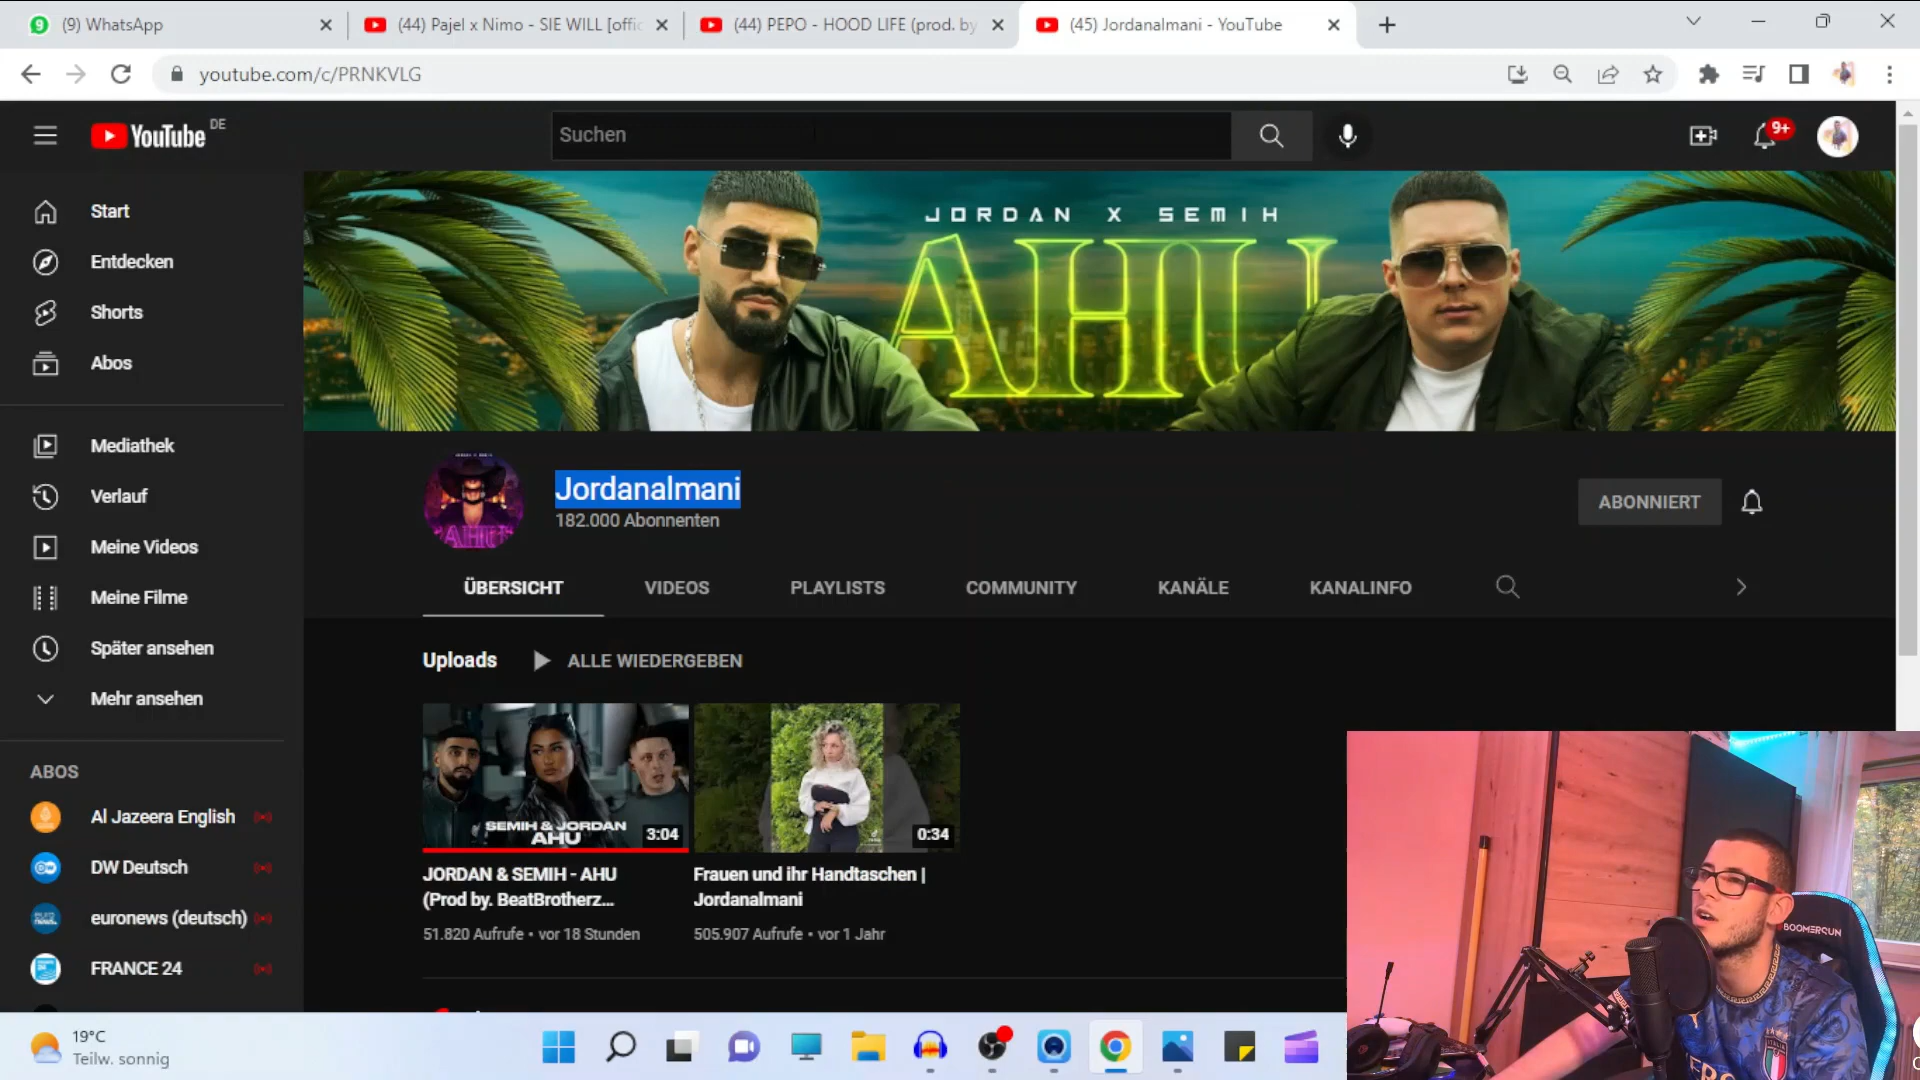 (9) WhatsApp
(44) Pajel x Nimo - SIE WILL [offic
(44) PEPO - HOOD LIFE (prod. by
(45) Jordanalmani - YouTube
youtube.com/c/PRNKVLG
YouTube DE
Suchen
9+
Start
Entdecken
Shorts
Abos
Mediathek
Verlauf
Meine Videos
Meine Filme
Später ansehen
Mehr ansehen
ABOS
Al Jazeera English
DW Deutsch
euronews (deutsch)
FRANCE 24
JORDAN X SEMIH
AHU
AHU
Jordanalmani
182.000 Abonnenten
ABONNIERT
ÜBERSICHT
VIDEOS
PLAYLISTS
COMMUNITY
KANÄLE
KANALINFO
Uploads
ALLE WIEDERGEBEN
SEMIH & JORDAN
AHU
3:04
0:34
JORDAN & SEMIH - AHU
(Prod by. BeatBrotherz...
51.820 Aufrufe • vor 18 Stunden
Frauen und ihr Handtaschen |
Jordanalmani
505.907 Aufrufe • vor 1 Jahr
BOOMERSUN
ITALIA
19°C
Teilw. sonnig